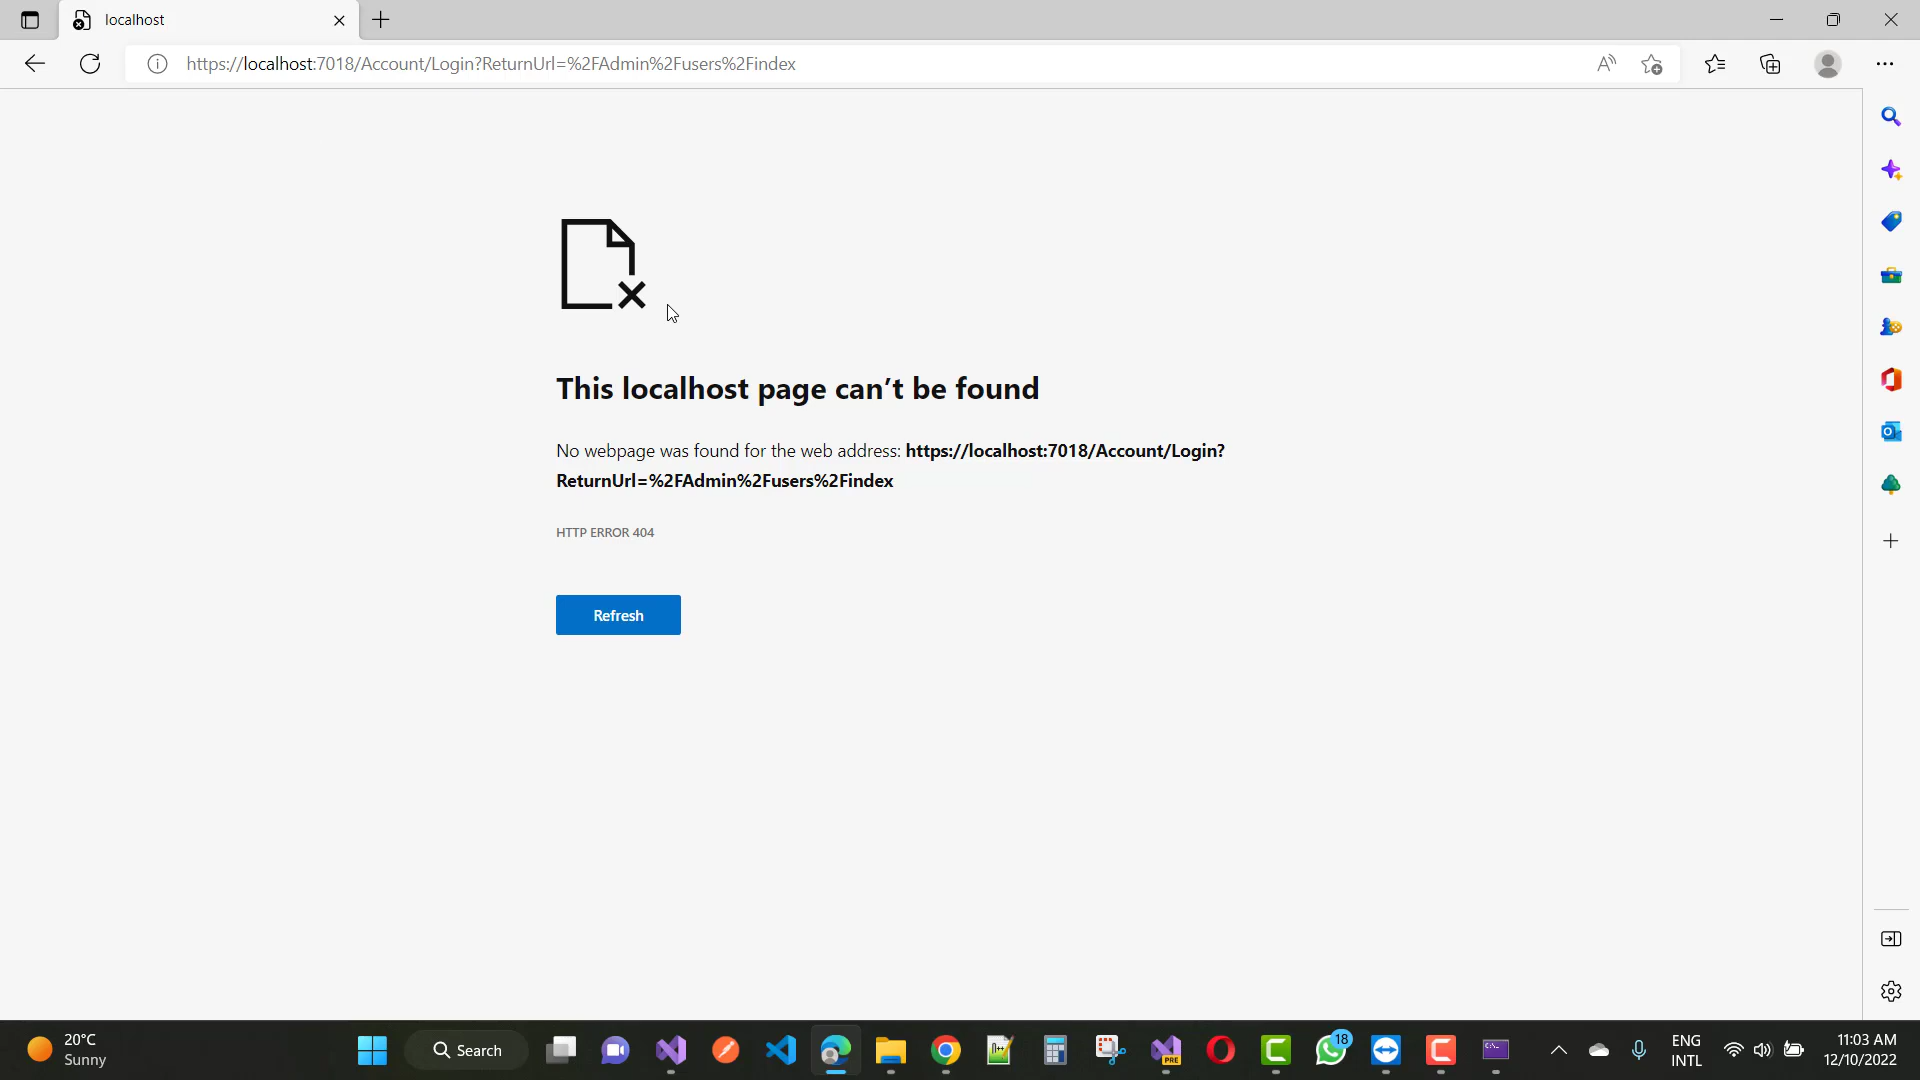 localhost
https://localhost:7018/Account/Login?ReturnUrl=%2FAdmin%2Fusers%2Findex
This localhost page can’t be found
No webpage was found for the web address: https://localhost:7018/Account/Login?
ReturnUrl=%2FAdmin%2Fusers%2Findex
HTTP ERROR 404
Refresh
20°C
Sunny
Search
PRE
18
ENG
INTL
11:03 AM
12/10/2022